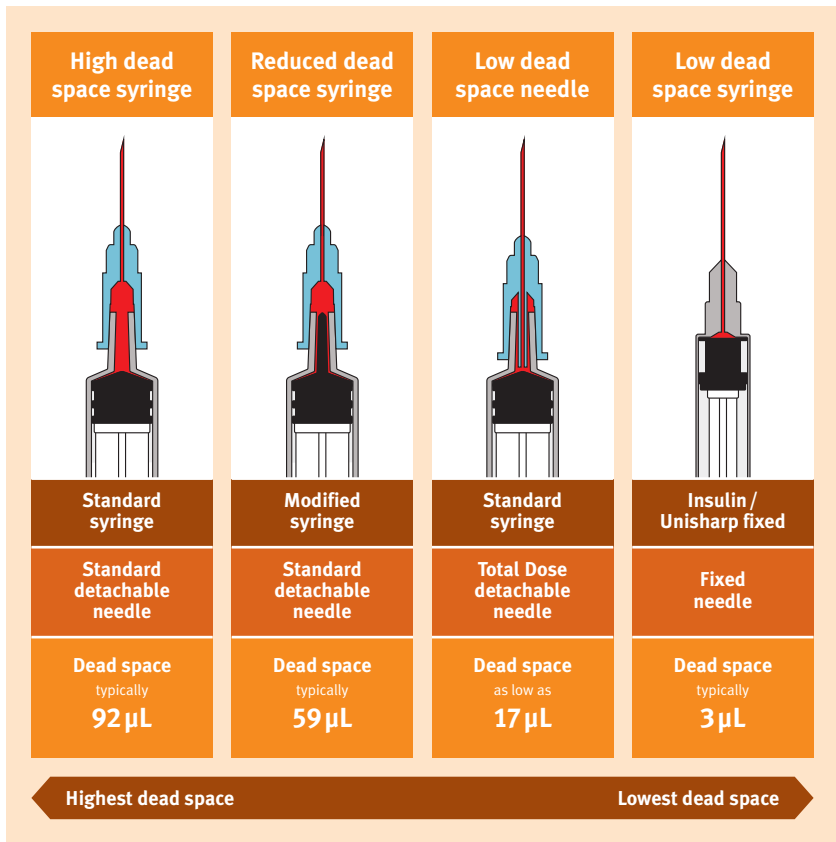 High dead
space syringe
Reduced dead
space syringe
Low dead
space needle
Low dead
space syringe
Standard
syringe
Modified
syringe
Standard
syringe
Insulin /
Unisharp fixed
Standard
detachable
needle
Standard
detachable
needle
Total Dose
detachable
needle
Fixed
needle
Dead space
typically
92 µL
Dead space
typically
59 µL
Dead space
as low as
17 µL
Dead space
typically
3 µL
Highest dead space
Lowest dead space